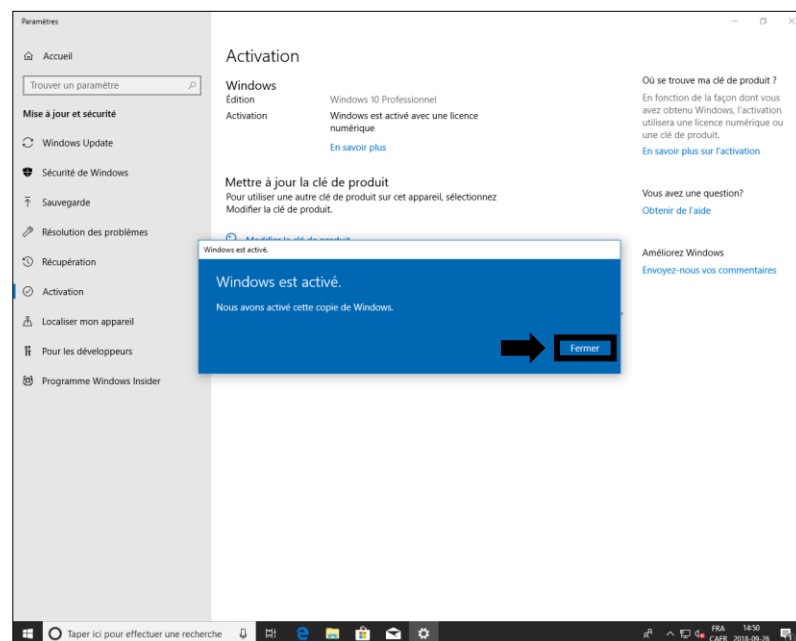 Paramètres
Accueil
Trouver un paramètre
Mise à jour et sécurité
Windows Update
Sécurité de Windows
Sauvegarde
Résolution des problèmes
Récupération
Activation
Localiser mon appareil
Pour les développeurs
Programme Windows Insider
Activation
Windows
Édition Windows 10 Professionnel
Activation Windows est activé avec une licence
numérique
En savoir plus
Mettre à jour la clé de produit
Pour utiliser une autre clé de produit sur cet appareil, sélectionnez
Modifier la clé de produit.
Modifier la clé de produit
Windows est activé.
Windows est activé.
Nous avons activé cette copie de Windows.
Fermer
Où se trouve ma clé de produit ?
En fonction de la façon dont vous
avez obtenu Windows, l'activation
utilisera une licence numérique ou
une clé de produit.
En savoir plus sur l'activation
Vous avez une question?
Obtenir de l'aide
Améliorez Windows
Envoyez-nous vos commentaires
Taper ici pour effectuer une recherche
FRA 14:50
CAFR 2018-09-26